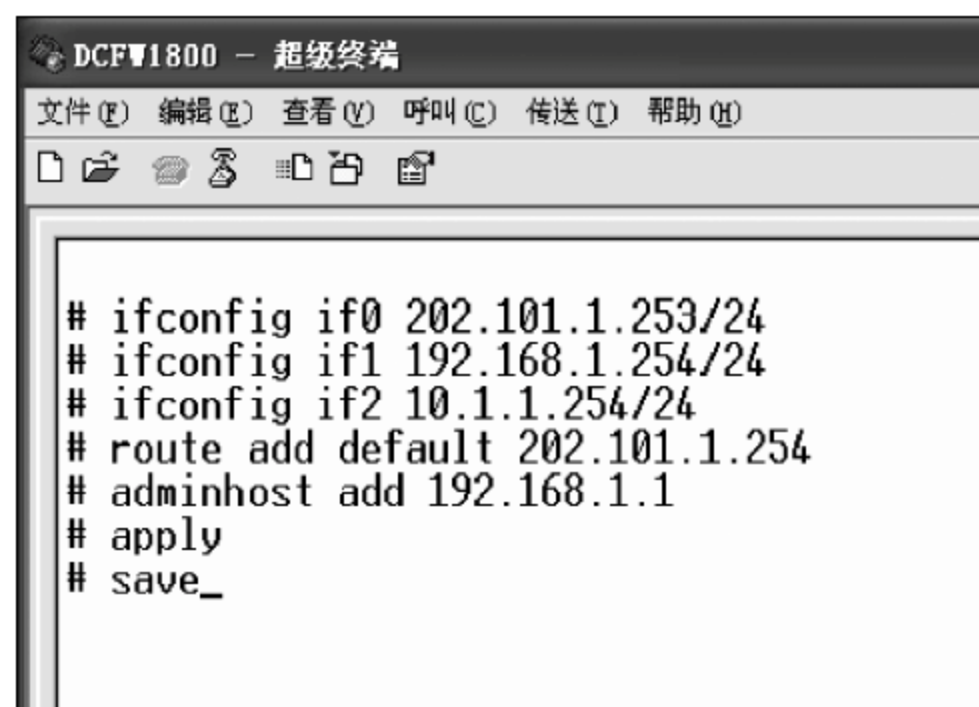 DCFW1800 - 超级终端
文件(F) 编辑(E) 查看(V) 呼叫(C) 传送(T) 帮助(H)
# ifconfig if0 202.101.1.253/24
# ifconfig if1 192.168.1.254/24
# ifconfig if2 10.1.1.254/24
# route add default 202.101.1.254
# adminhost add 192.168.1.1
# apply
# save_